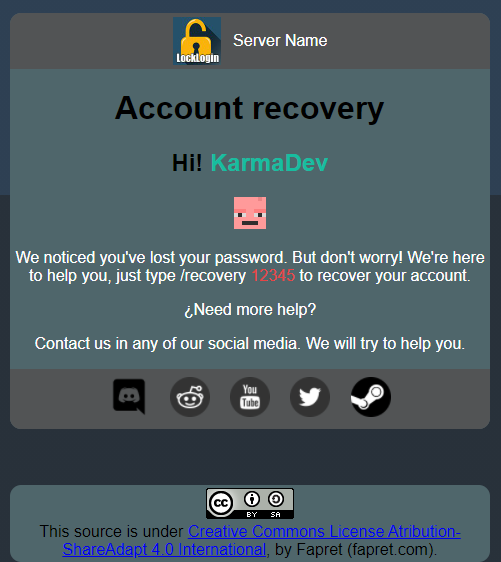 LockLogin
Server Name
Account recovery
Hi! KarmaDev
We noticed you've lost your password. But don't worry! We're here
to help you, just type /recovery 12345 to recover your account.
¿Need more help?
Contact us in any of our social media. We will try to help you.
You
Tube
cc
BY SA
This source is under Creative Commons License Atribution-
ShareAdapt 4.0 International, by Fapret (fapret.com).